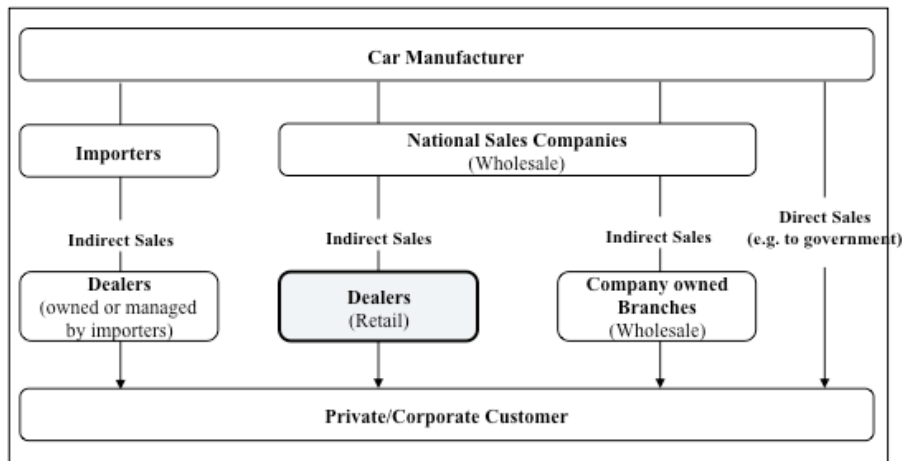 Car Manufacturer
Importers
National Sales Companies
(Wholesale)
Indirect Sales
Indirect Sales
Indirect Sales
Direct Sales
(e.g. to government)
Dealers
(owned or managed
by importers)
Dealers
(Retail)
Company owned
Branches
(Wholesale)
Private/Corporate Customer